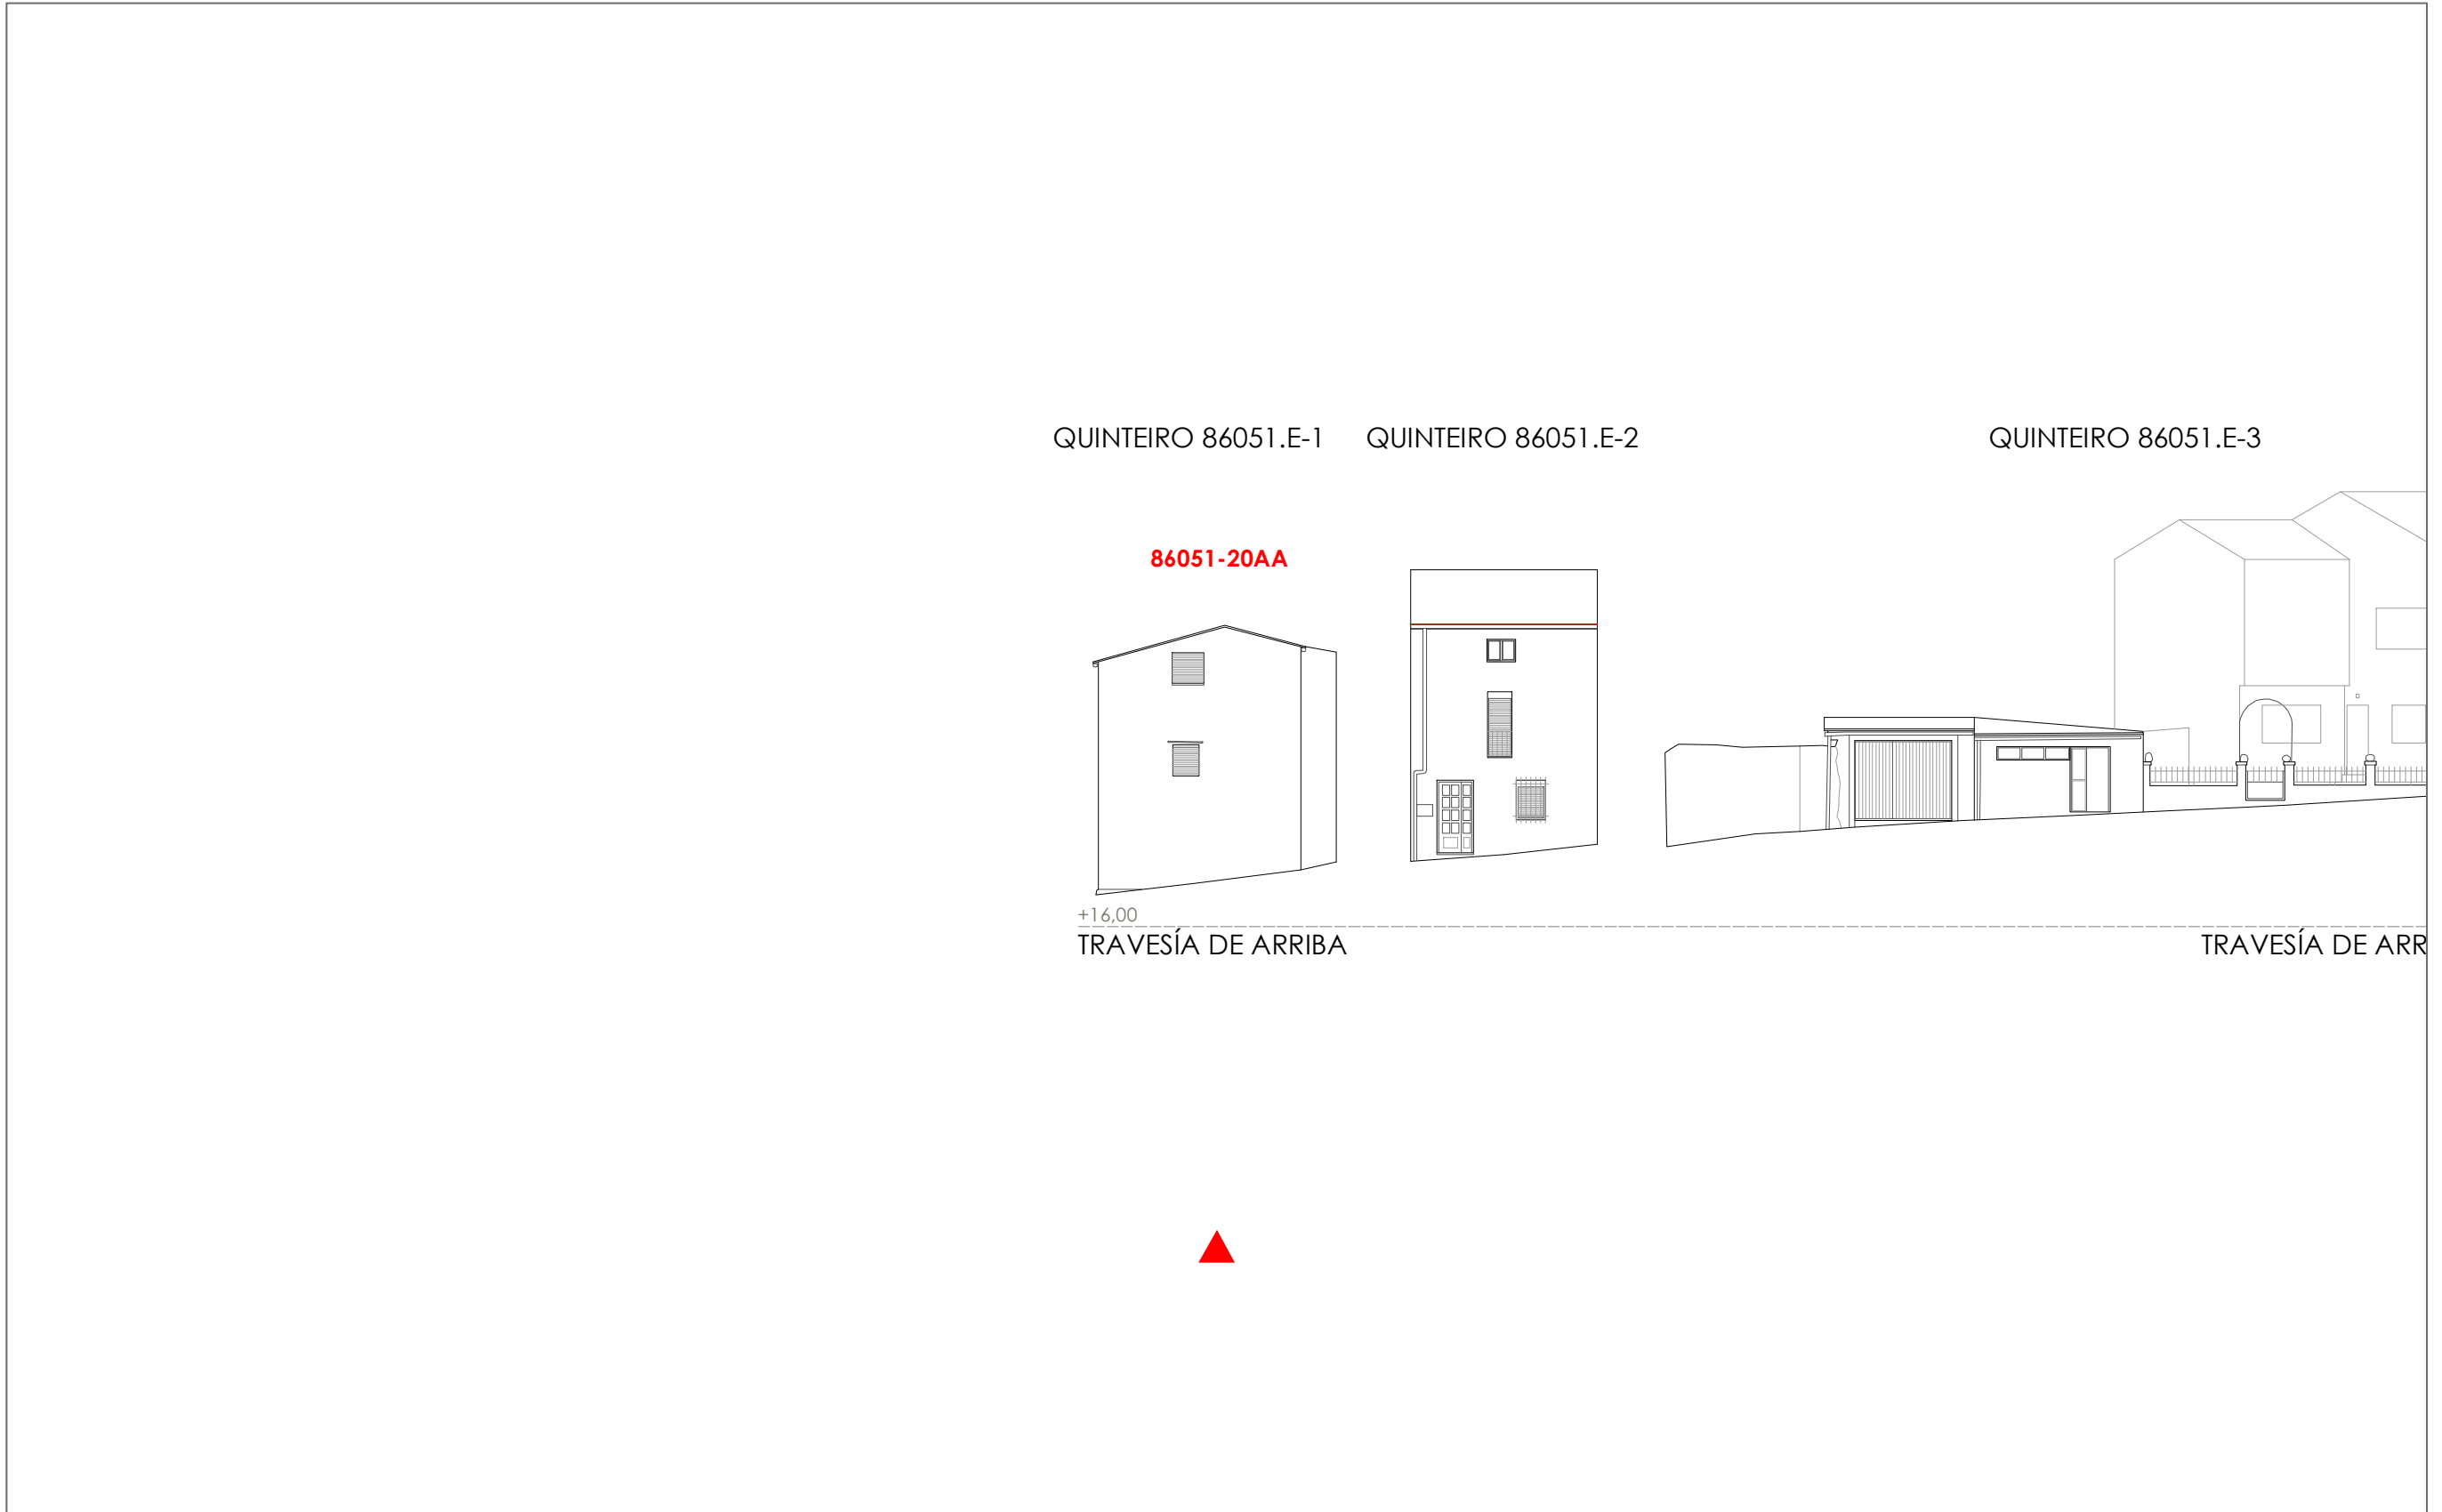 QUINTEIRO 86051.E-1
QUINTEIRO 86051.E-2
QUINTEIRO 86051.E-3
86051-20AA
+16,00
TRAVESÍA DE ARRIBA
TRAVESÍA DE ARR